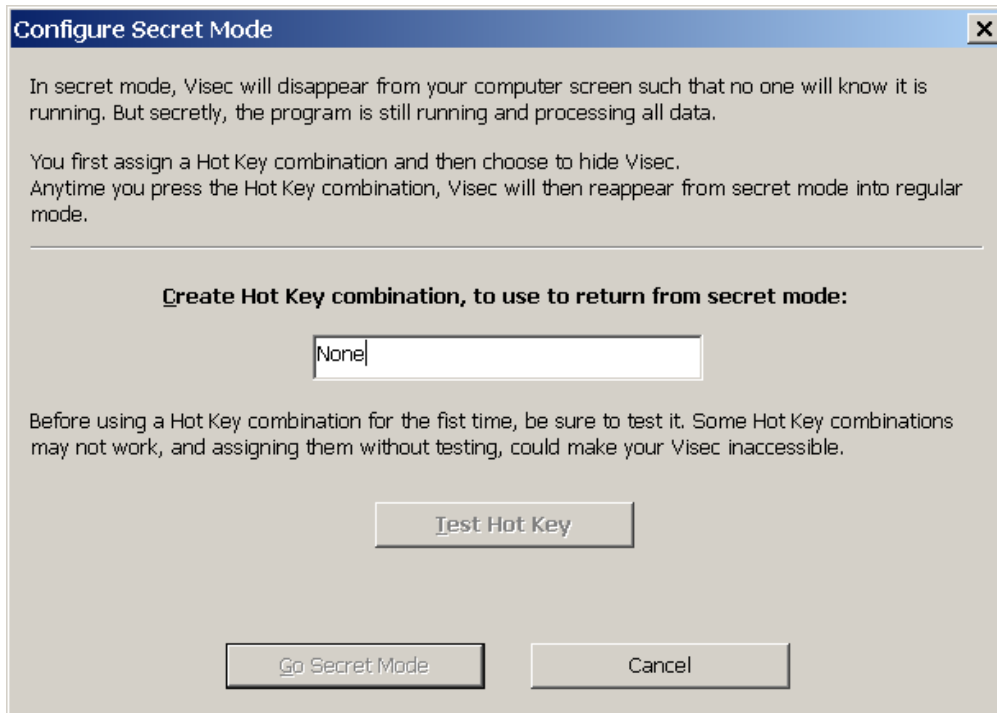 Configure Secret Mode
In secret mode, Visec will disappear from your computer screen such that no one will know it is
running. But secretly, the program is still running and processing all data.
You first assign a Hot Key combination and then choose to hide Visec.
Anytime you press the Hot Key combination, Visec will then reappear from secret mode into regular
mode.
Create Hot Key combination, to use to return from secret mode:
None
Before using a Hot Key combination for the fist time, be sure to test it. Some Hot Key combinations
may not work, and assigning them without testing, could make your Visec inaccessible.
Test Hot Key
Go Secret Mode
Cancel